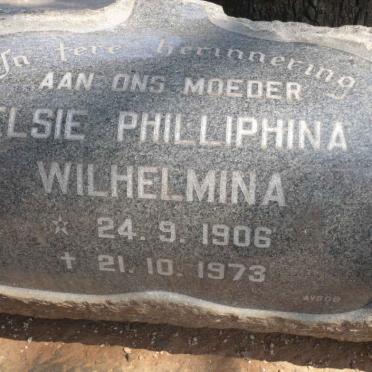 In tere herinnering
AAN ONS MOEDER
ELSIE PHILLIPHINA
WILHELMINA
☆ 24. 9. 1906
✝ 21. 10. 1973